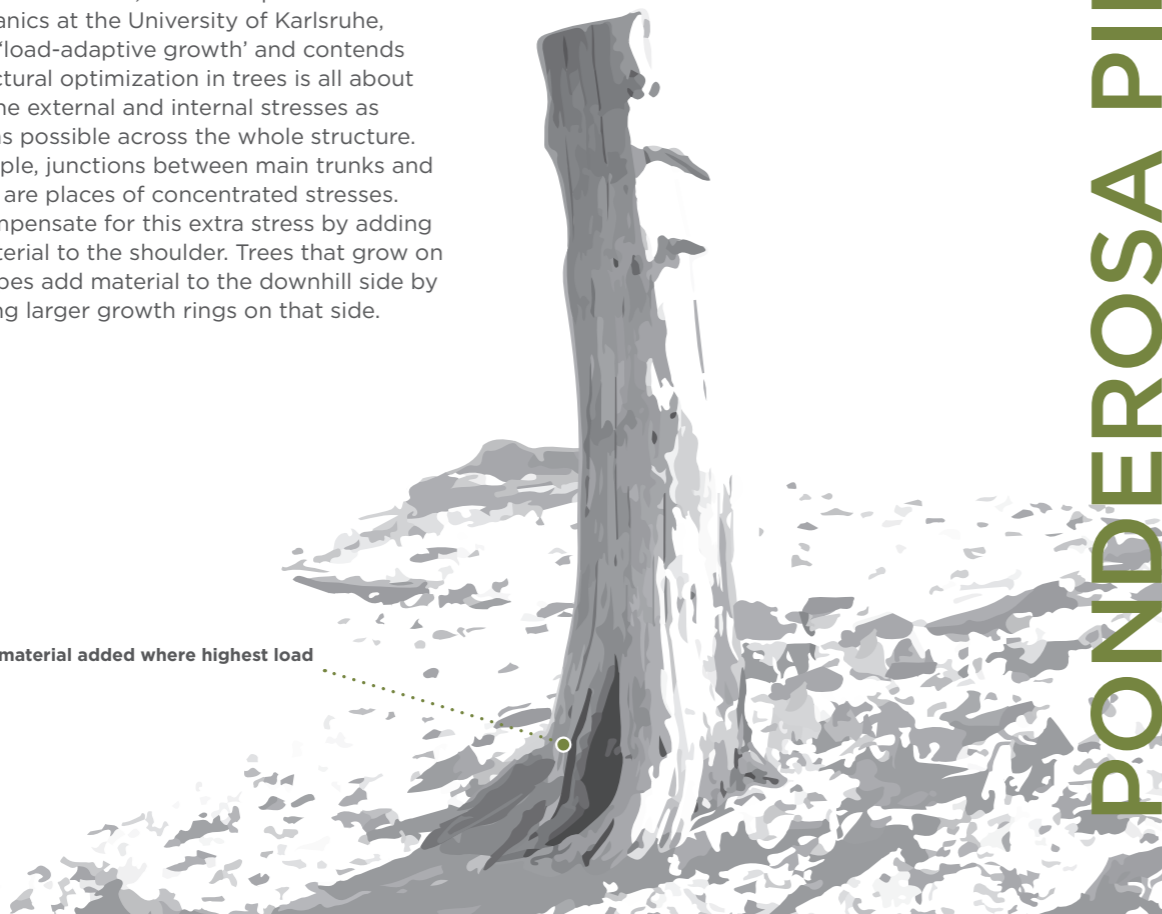 anics at the University of Karlsruhe,
‘load-adaptive growth’ and contends
ctural optimization in trees is all about
he external and internal stresses as
as possible across the whole structure.
ple, junctions between main trunks and
are places of concentrated stresses.
mpensate for this extra stress by adding
terial to the shoulder. Trees that grow on
pes add material to the downhill side by
ng larger growth rings on that side.
material added where highest load
PONDEROSA PI